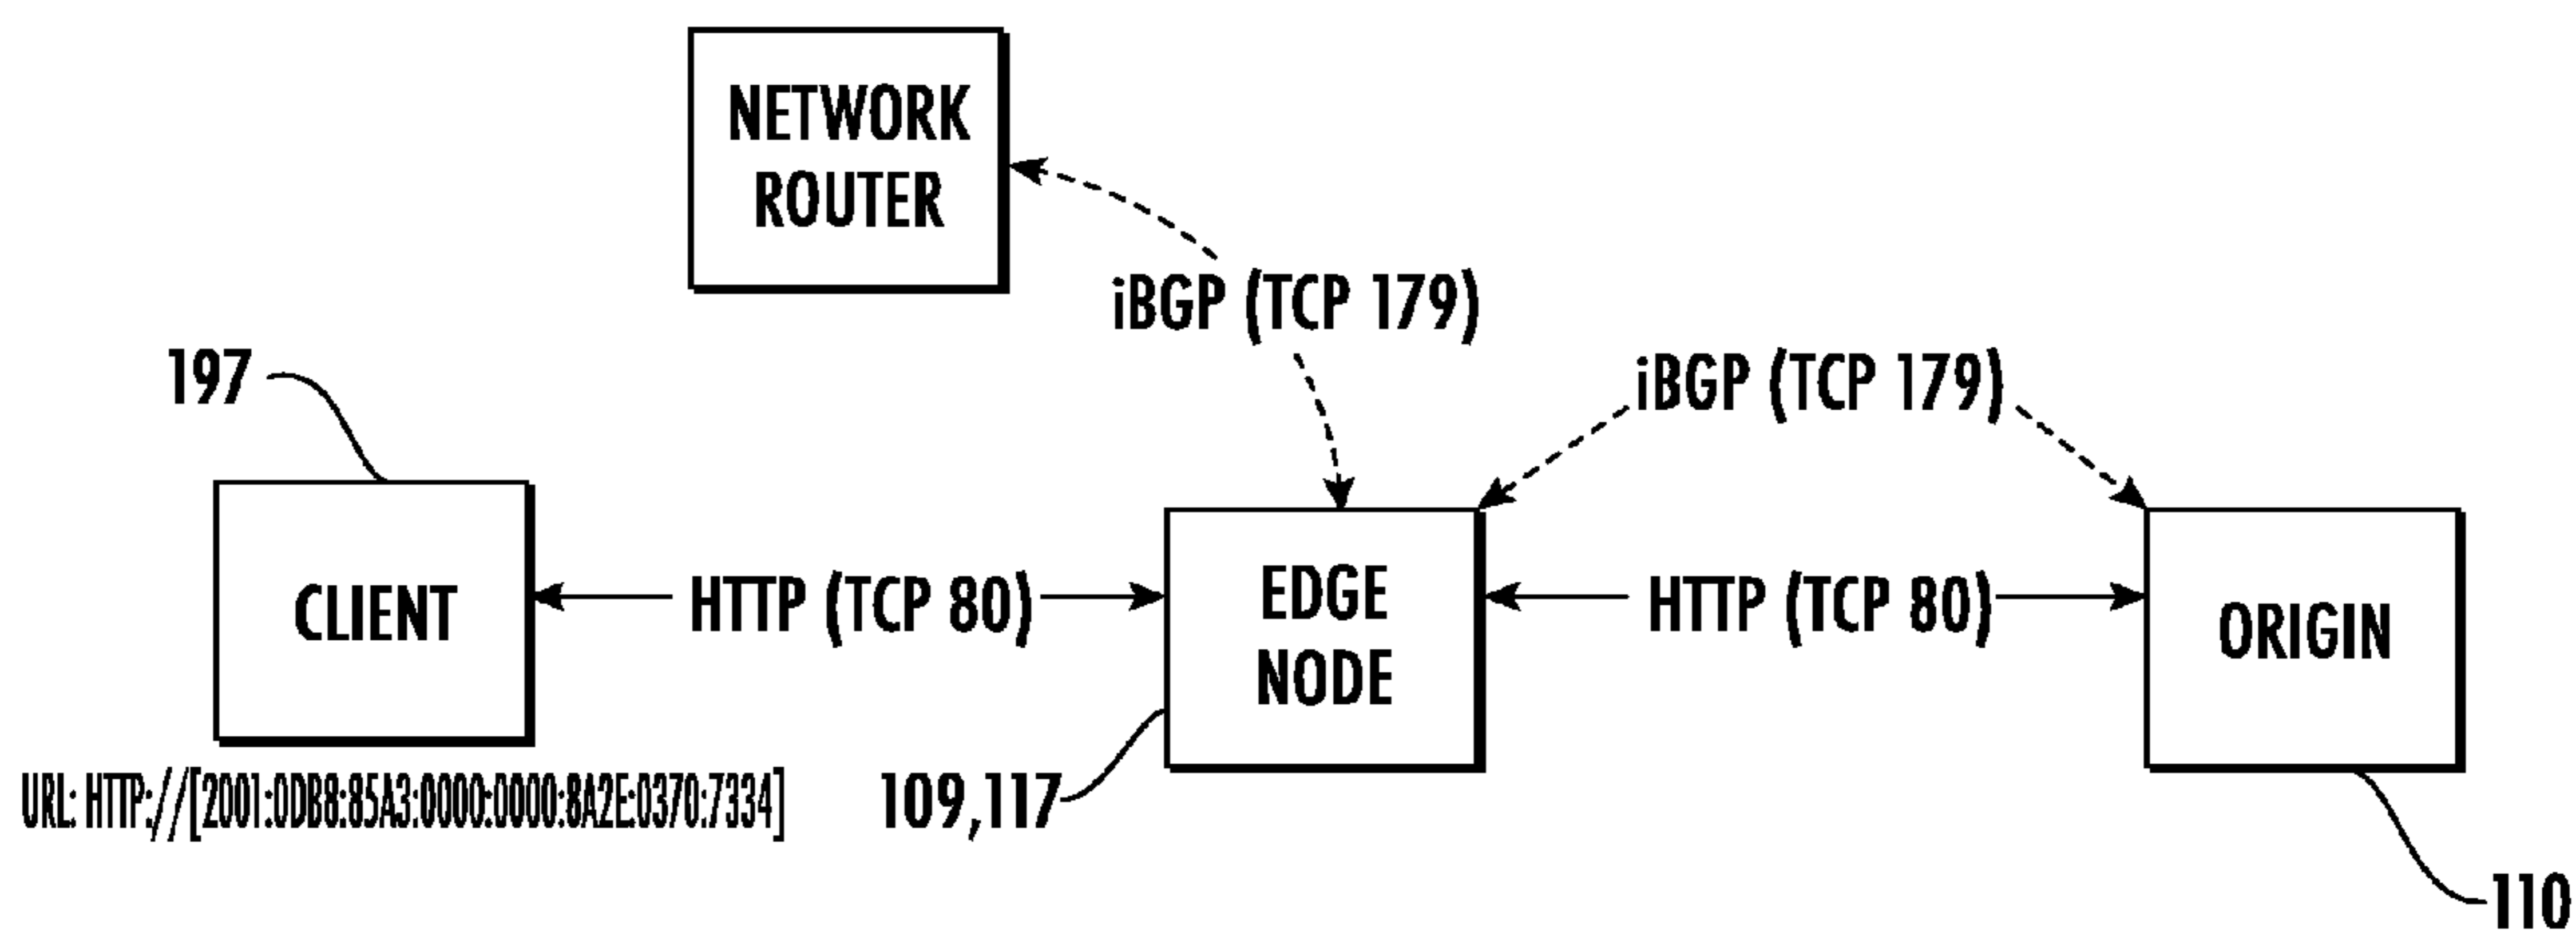 NETWORK
ROUTER
iBGP (TCP 179)
iBGP (TCP 179)
197
CLIENT
HTTP (TCP 80)
EDGE
NODE
HTTP (TCP 80)
ORIGIN
URL: HTTP://[2001:0DB8:85A3:0000:0000:8A2E:0370:7334]
109,117
110